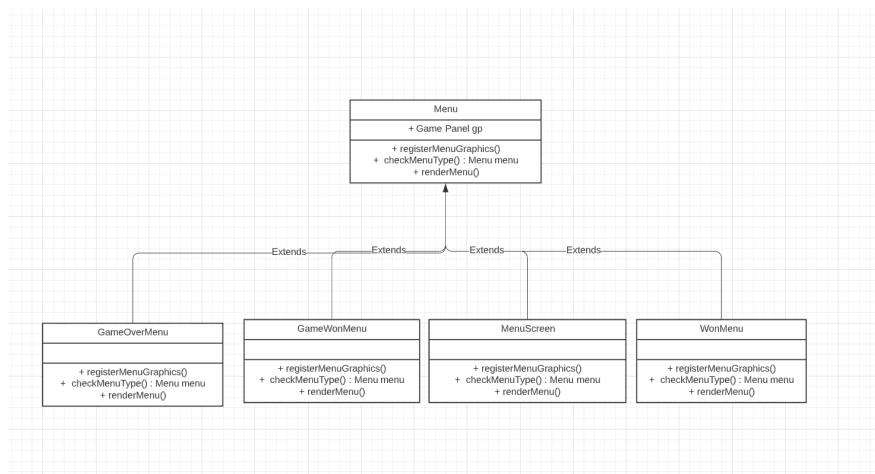 Menu
+ Game Panel gp
+ registerMenuGraphics()
+ checkMenuType() : Menu menu
+ renderMenu()
Extends
Extends
Extends
Extends
GameOverMenu
+ registerMenuGraphics()
+ checkMenuType() : Menu menu
+ renderMenu()
GameWonMenu
+ registerMenuGraphics()
+ checkMenuType() : Menu menu
+ renderMenu()
MenuScreen
+ registerMenuGraphics()
+ checkMenuType() : Menu menu
+ renderMenu()
WonMenu
+ registerMenuGraphics()
+ checkMenuType() : Menu menu
+ renderMenu()